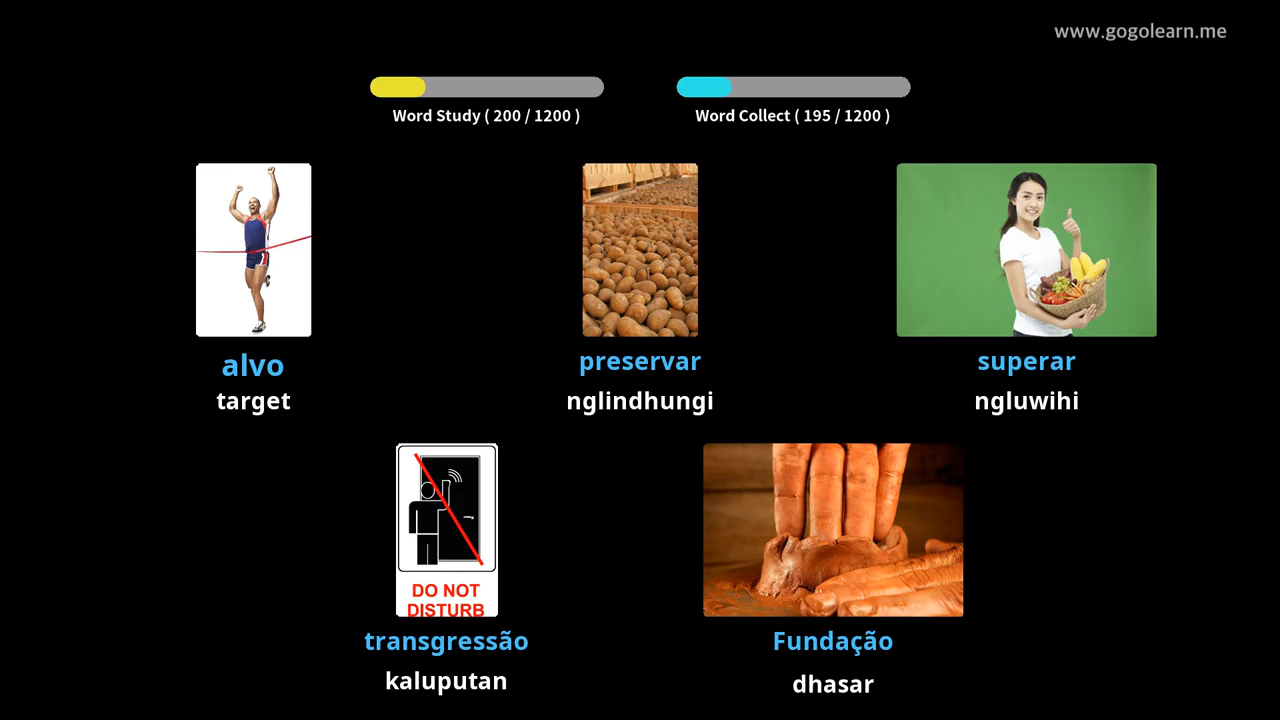 www.gogolearn.me
Word Study ( 200 / 1200 )
Word Collect ( 195 / 1200 )
alvo
target
preservar
nglindhungi
superar
ngluwihi
DO NOT
DISTURB
transgressão
kaluputan
Fundação
dhasar